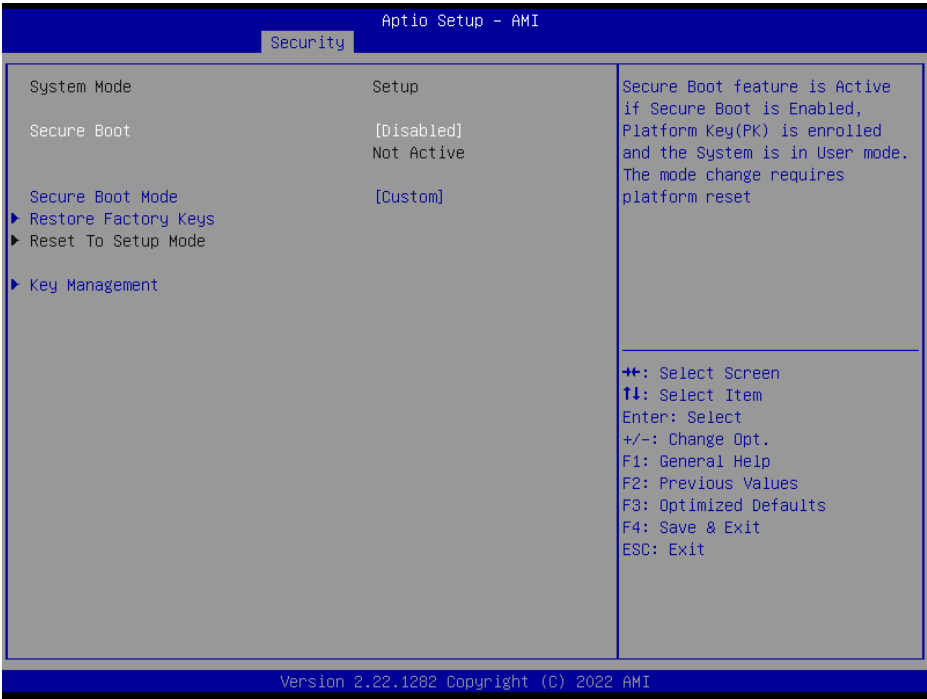 Aptio Setup – AMI
Security
System Mode Setup
Secure Boot [Disabled]
Not Active
Secure Boot Mode [Custom]
Restore Factory Keys
Reset To Setup Mode
Key Management
Secure Boot feature is Active
if Secure Boot is Enabled,
Platform Key(PK) is enrolled
and the System is in User mode.
The mode change requires
platform reset
→←: Select Screen
↑↓: Select Item
Enter: Select
+/-: Change Opt.
F1: General Help
F2: Previous Values
F3: Optimized Defaults
F4: Save & Exit
ESC: Exit
Version 2.22.1282 Copyright (C) 2022 AMI